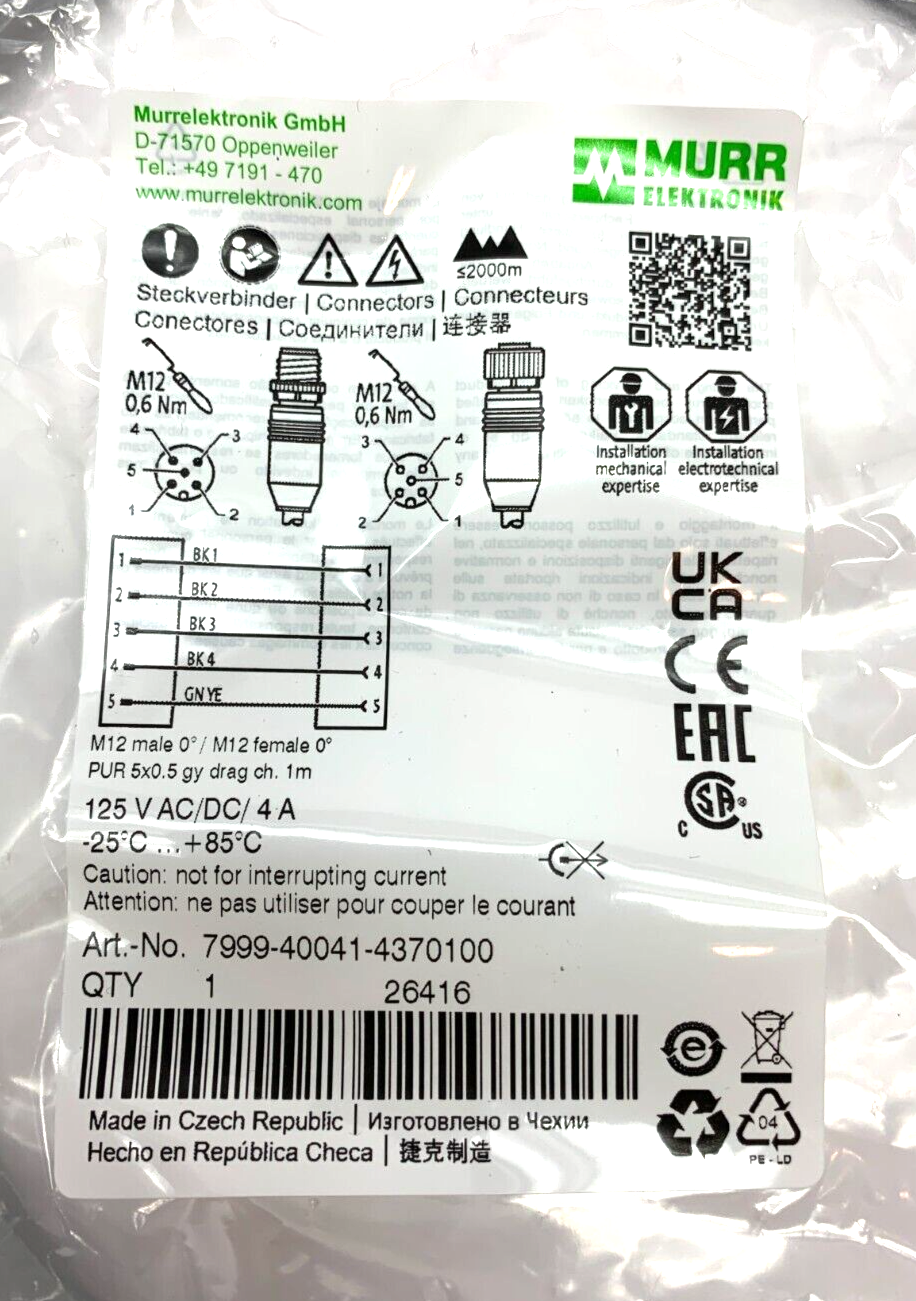 Murrelektronik GmbH
D-71570 Oppenweiler
Tel.: +49 7191 - 470
www.murrelektronik.com
MURR
ELEKTRONIK
≤2000m
Steckverbinder | Connectors | Connecteurs
Conectores | Соединители | 连接器
M12
0,6 Nm
M12
0,6 Nm
4 3
5
1 2
3 4
5
2 1
Installation
mechanical
expertise
Installation
electrotechnical
expertise
1 BK1 1
2 BK2 2
3 BK3 3
4 BK4 4
5 GNYE 5
UK
CA
CE
EAC
SA®
C US
M12 male 0° / M12 female 0°
PUR 5x0.5 gy drag ch. 1m
125 V AC/DC/ 4 A
-25°C ...+85°C
Caution: not for interrupting current
Attention: ne pas utiliser pour couper le courant
Art.-No. 7999-40041-4370100
QTY 1 26416
e
04
PE-LD
Made in Czech Republic | Изготовлено в Чехии
Hecho en República Checa | 捷克制造